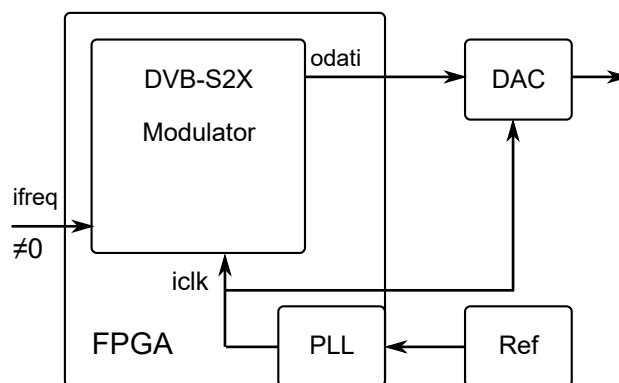 DVB-S2X
Modulator
odati
DAC
ifreq
≠0
iclk
FPGA
PLL
Ref